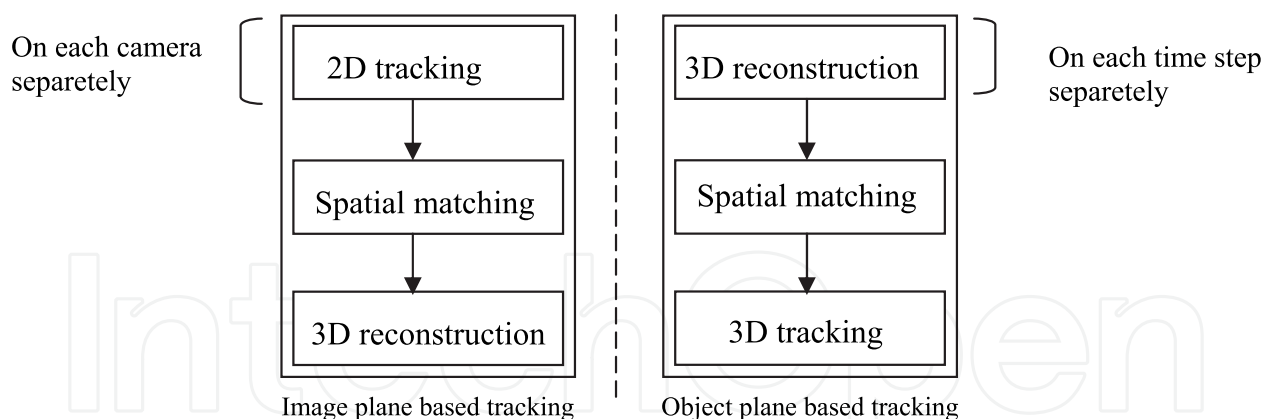 On each camera
separetely
2D tracking
Spatial matching
3D reconstruction
Image plane based tracking
3D reconstruction
Spatial matching
3D tracking
Object plane based tracking
On each time step
separetely
IntechOpen